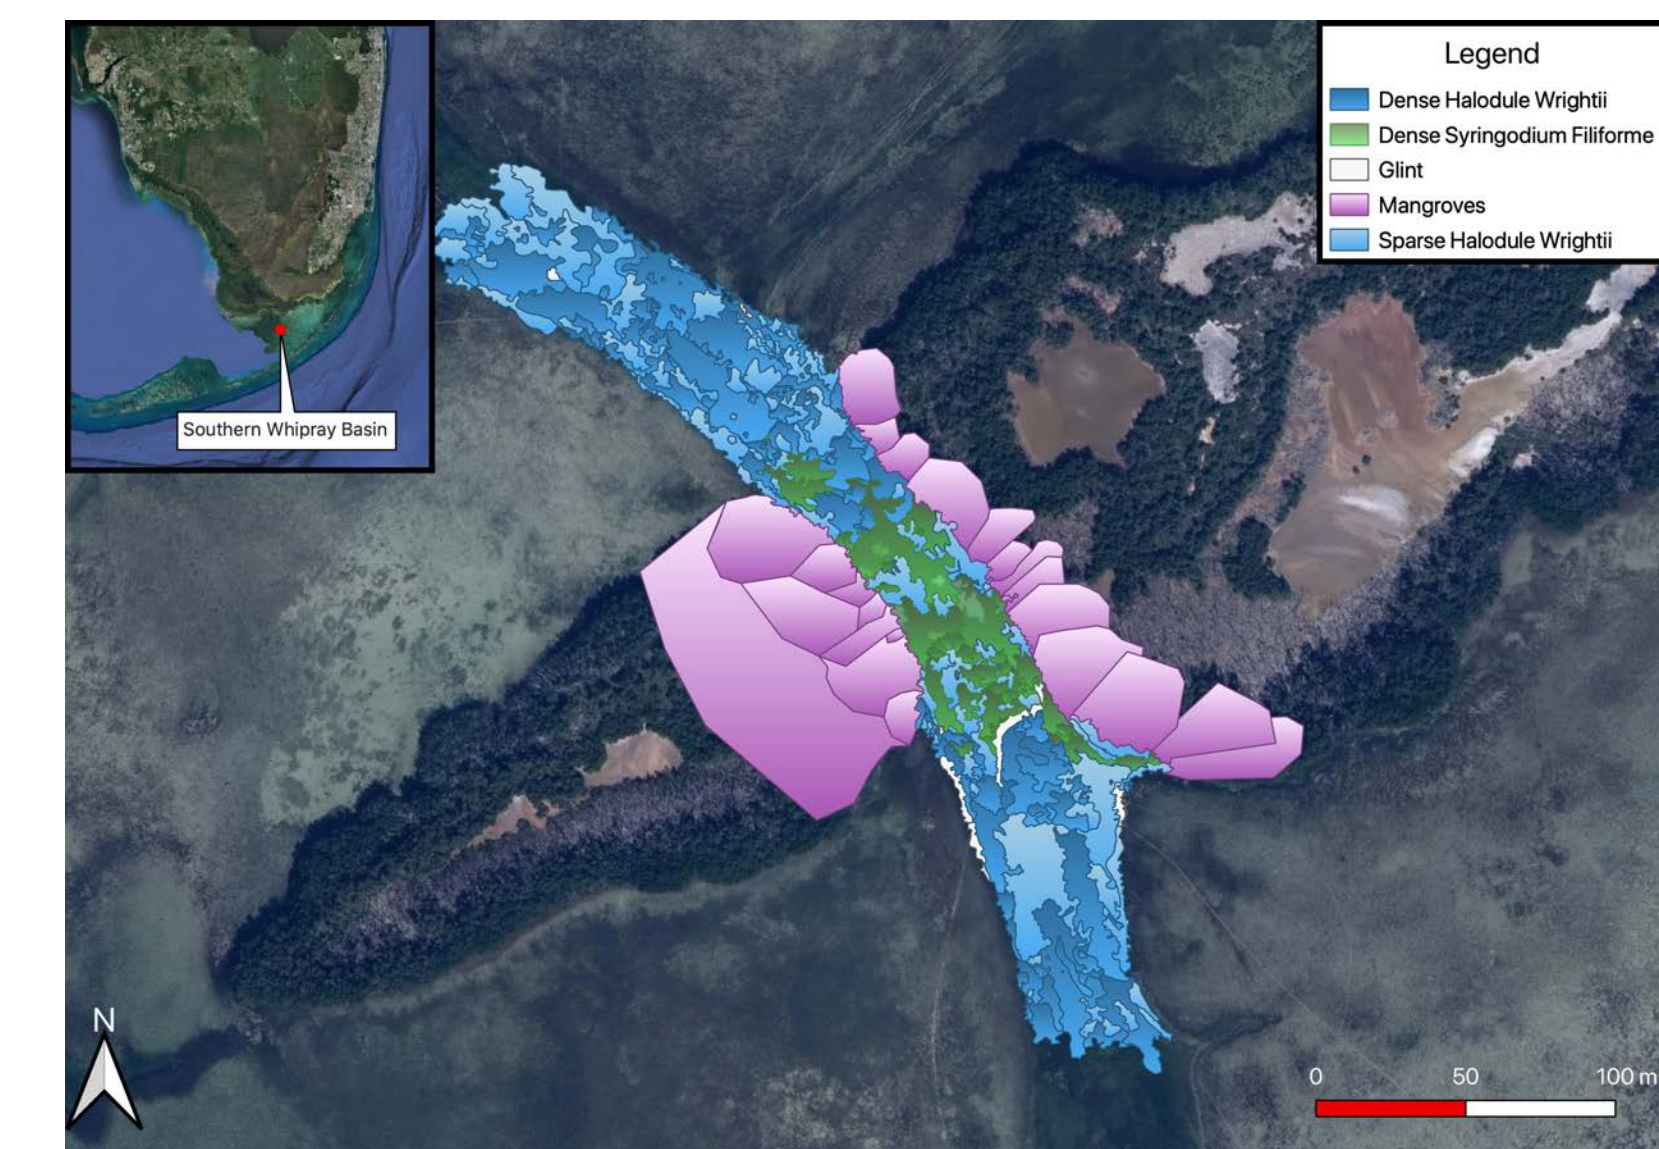 Southern Whipray Basin
Legend
Dense Halodule Wrightii
Dense Syringodium Filiforme
Glint
Mangroves
Sparse Halodule Wrightii
N
0 50 100 m